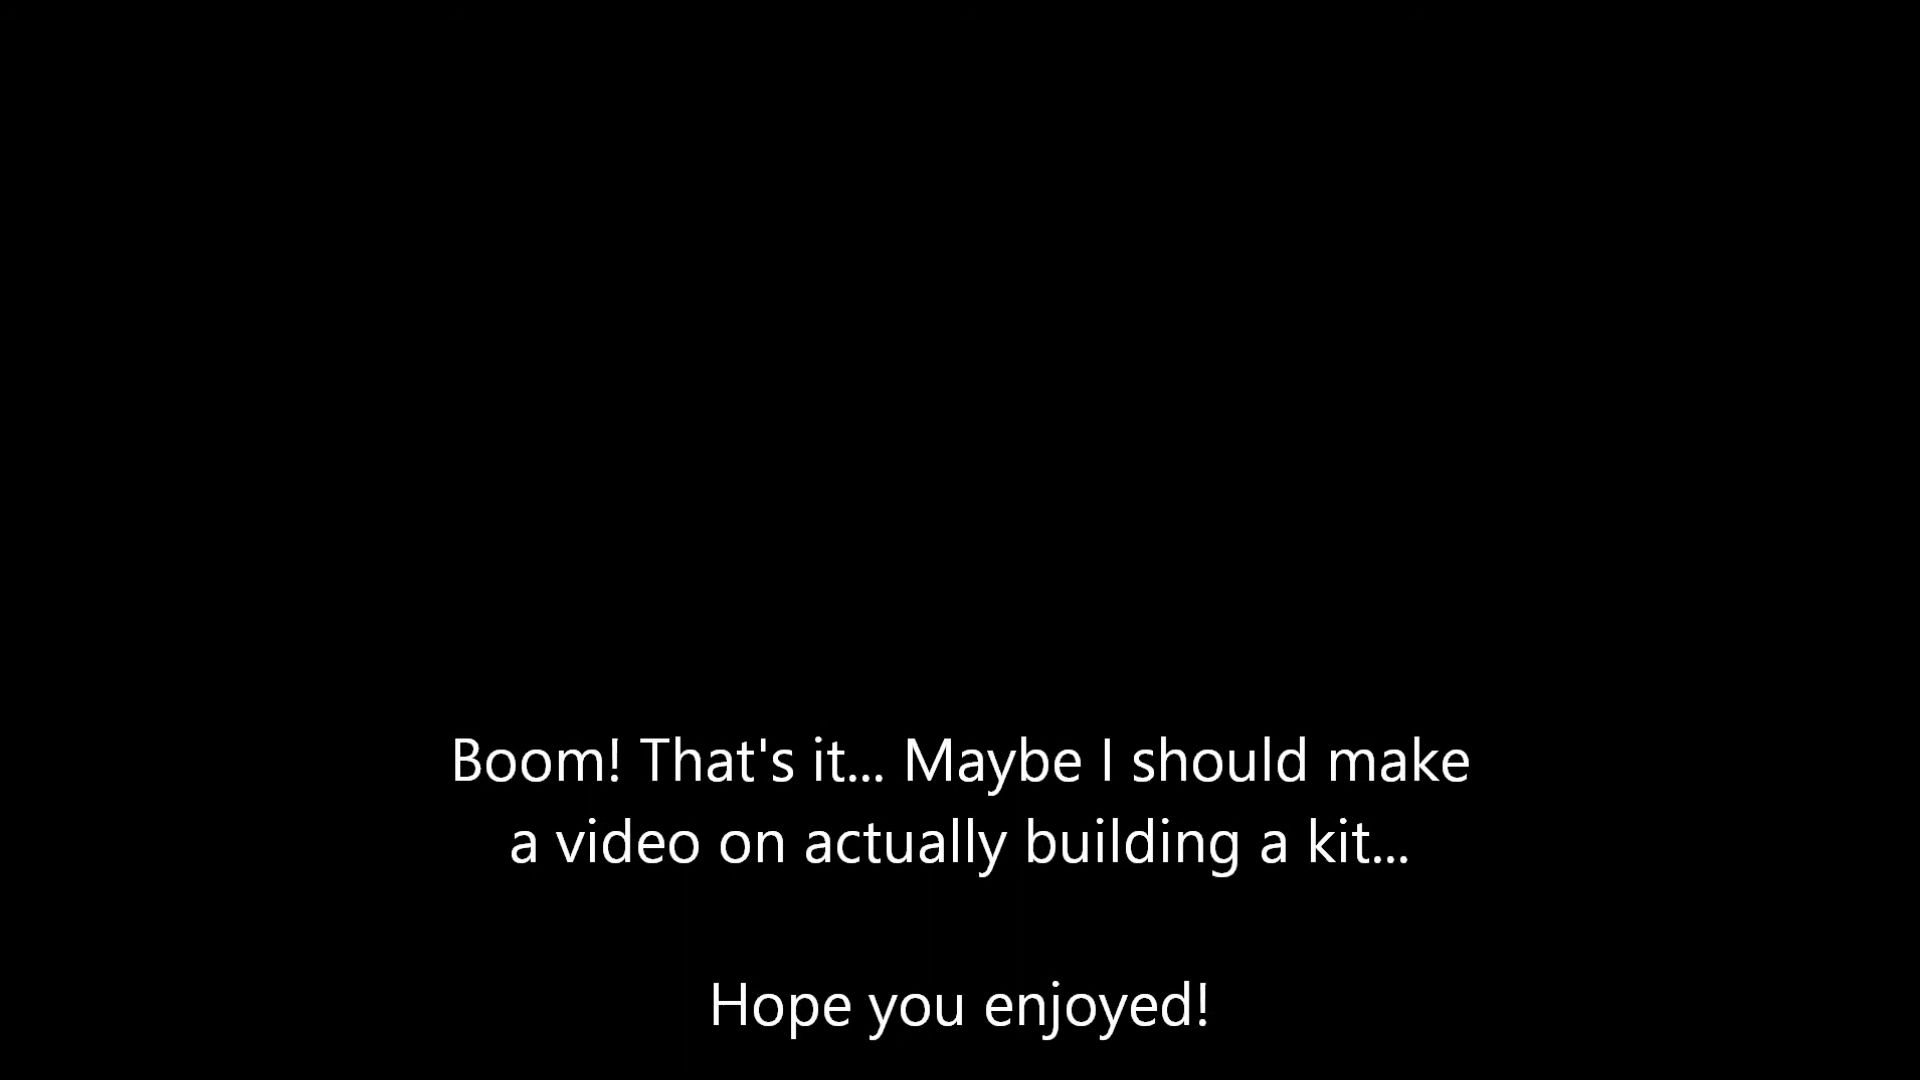 Boom! That's it... Maybe I should make
a video on actually building a kit...
Hope you enjoyed!